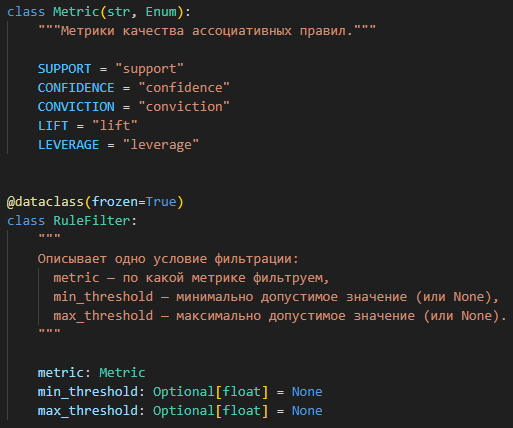 class Metric(str, Enum):
    """Метрики качества ассоциативных правил."""

    SUPPORT = "support"
    CONFIDENCE = "confidence"
    CONVICTION = "conviction"
    LIFT = "lift"
    LEVERAGE = "leverage"


@dataclass(frozen=True)
class RuleFilter:
    """
    Описывает одно условие фильтрации:
      metric — по какой метрике фильтруем,
      min_threshold — минимально допустимое значение (или None),
      max_threshold — максимально допустимое значение (или None).
    """

    metric: Metric
    min_threshold: Optional[float] = None
    max_threshold: Optional[float] = None